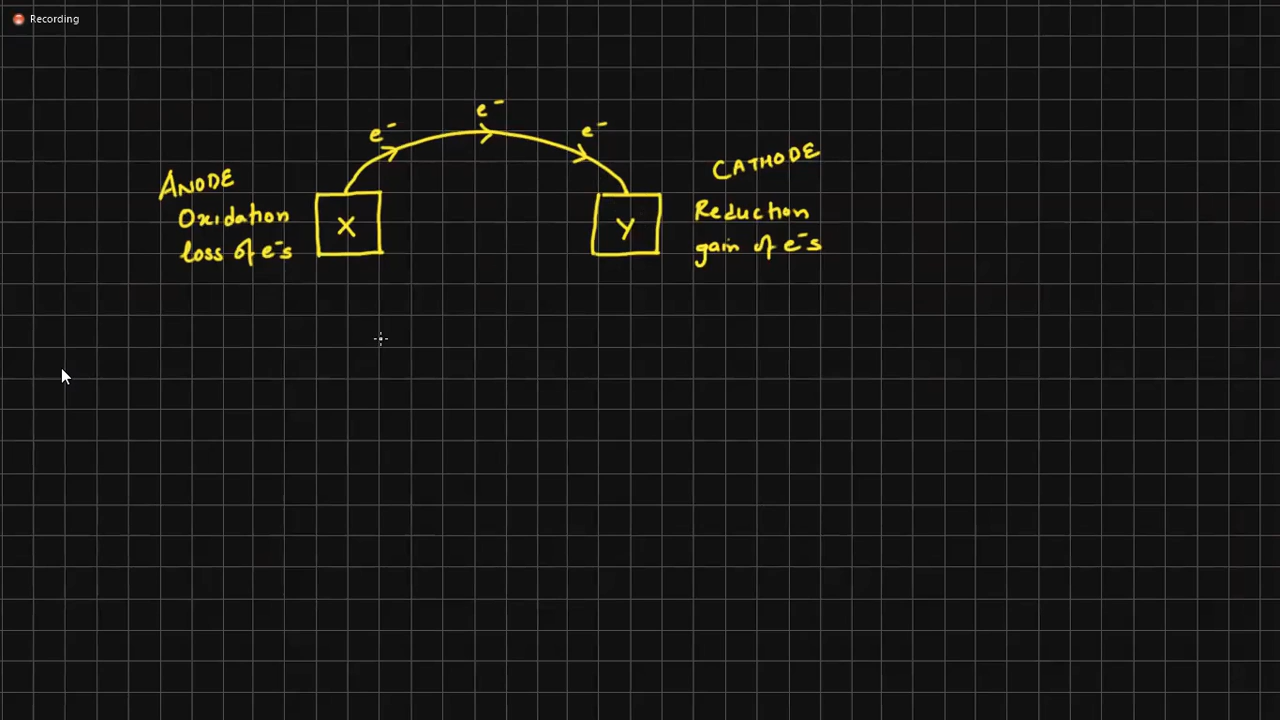 Recording
e⁻
e⁻
e⁻
ANODE
Oxidation
loss of e⁻s
X
Y
CATHODE
Reduction
gain of e⁻s